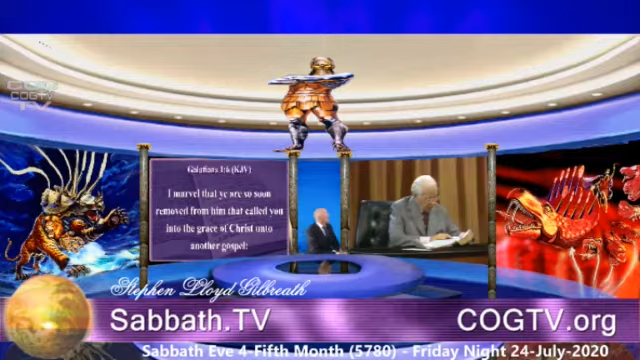 COGTV
Galatians 1:6 (KJV)
I marvel that ye are so soon
removed from him that called you
into the grace of Christ unto
another gospel:
Stephen Lloyd Gilbreath
Sabbath.TV
COGTV.org
Sabbath Eve 4-Fifth Month (5780) - Friday Night 24-July-2020